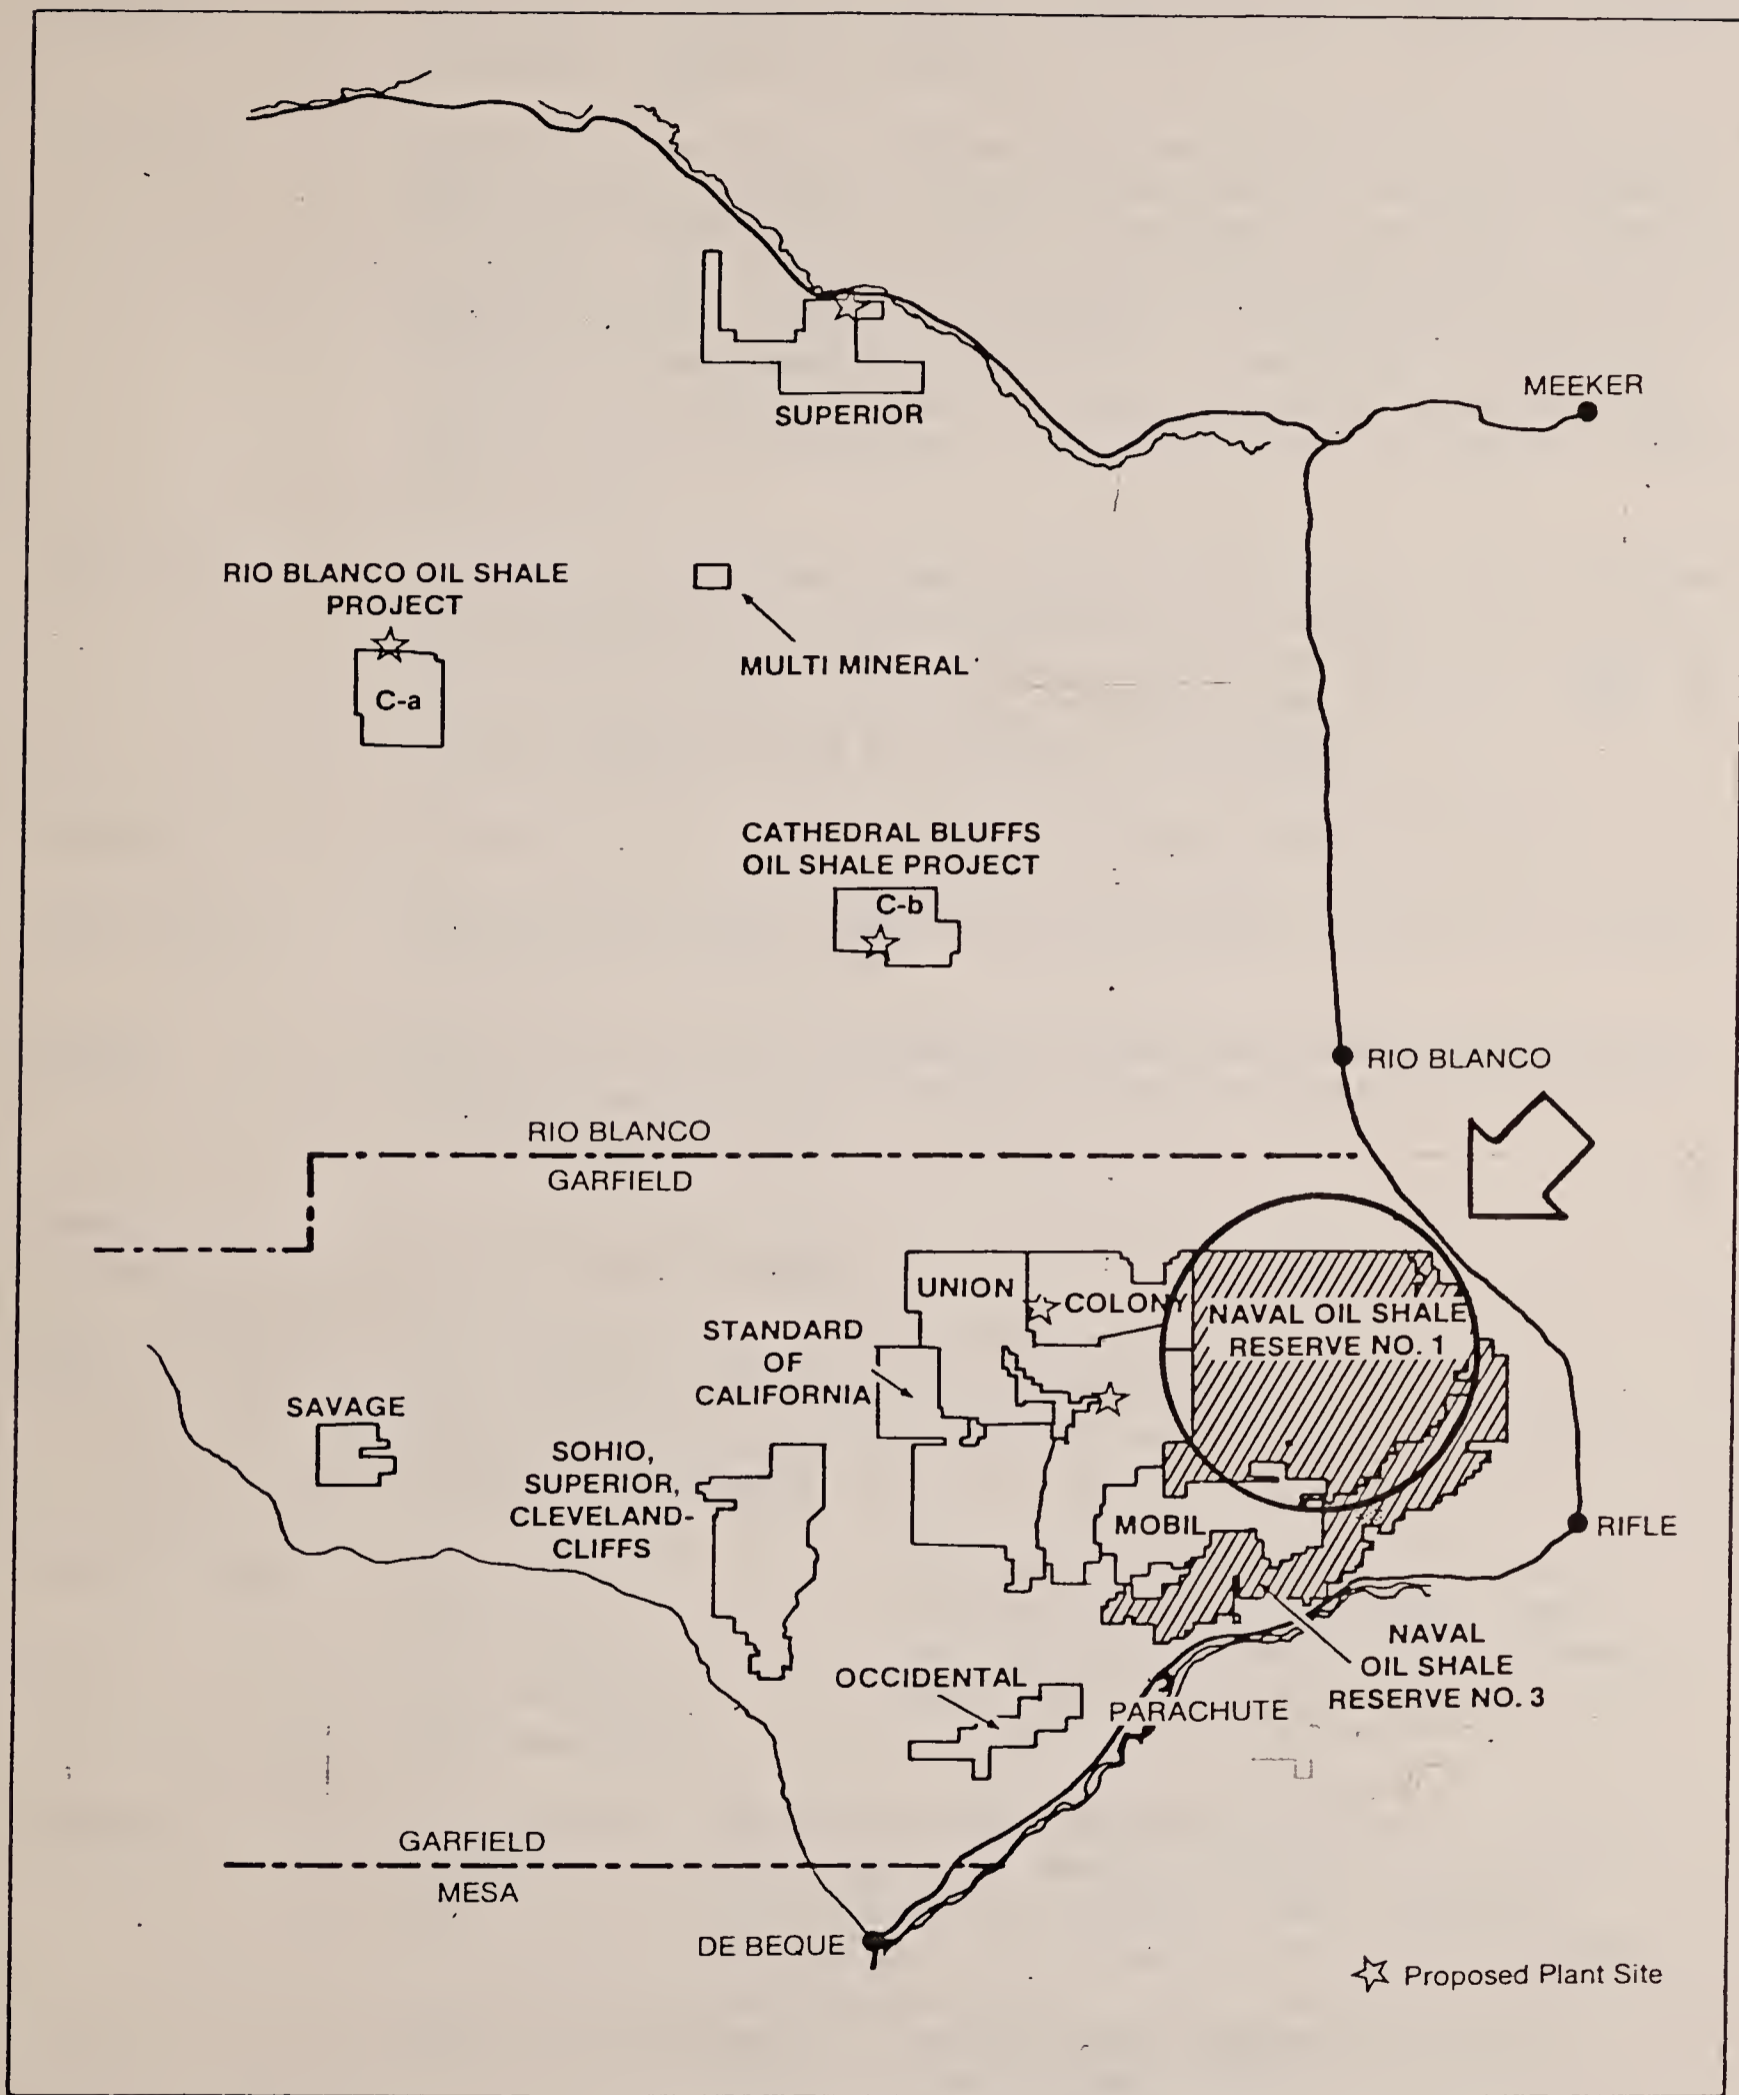 MEEKER
SUPERIOR
RIO BLANCO OIL SHALE
PROJECT
C-a
MULTI MINERAL
CATHEDRAL BLUFFS
OIL SHALE PROJECT
C-b
RIO BLANCO
RIO BLANCO
GARFIELD
UNION
COLONY
NAVAL OIL SHALE
RESERVE NO. 1
STANDARD
OF
CALIFORNIA
SAVAGE
SOHIO,
SUPERIOR,
CLEVELAND-
CLIFFS
MOBIL
RIFLE
NAVAL
OIL SHALE
RESERVE NO. 3
OCCIDENTAL
PARACHUTE
GARFIELD
MESA
DE BEQUE
Proposed Plant Site